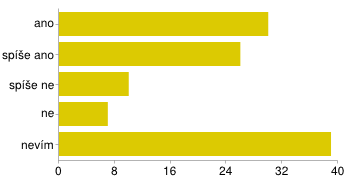 ano
spíše ano
spíše ne
ne
nevím
0 8 16 24 32 40